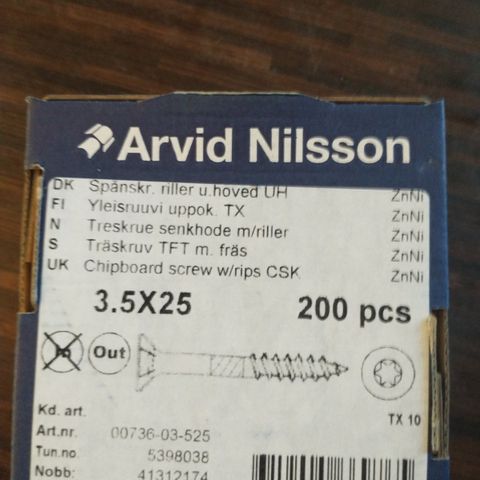 Arvid Nilsson
DK Spånskr. riller u.hoved UH ZnNi
FI Yleisruuvi uppok. TX ZnNi
N Treskrue senkhode m/riller ZnNi
S Träskruv TFT m. fräs ZnNi
UK Chipboard screw w/rips CSK ZnNi
3.5X25 200 pcs
In Out
TX 10
Kd. art.
Art.nr. 00736-03-525
Tun.no. 5398038
Nobb: 41312174